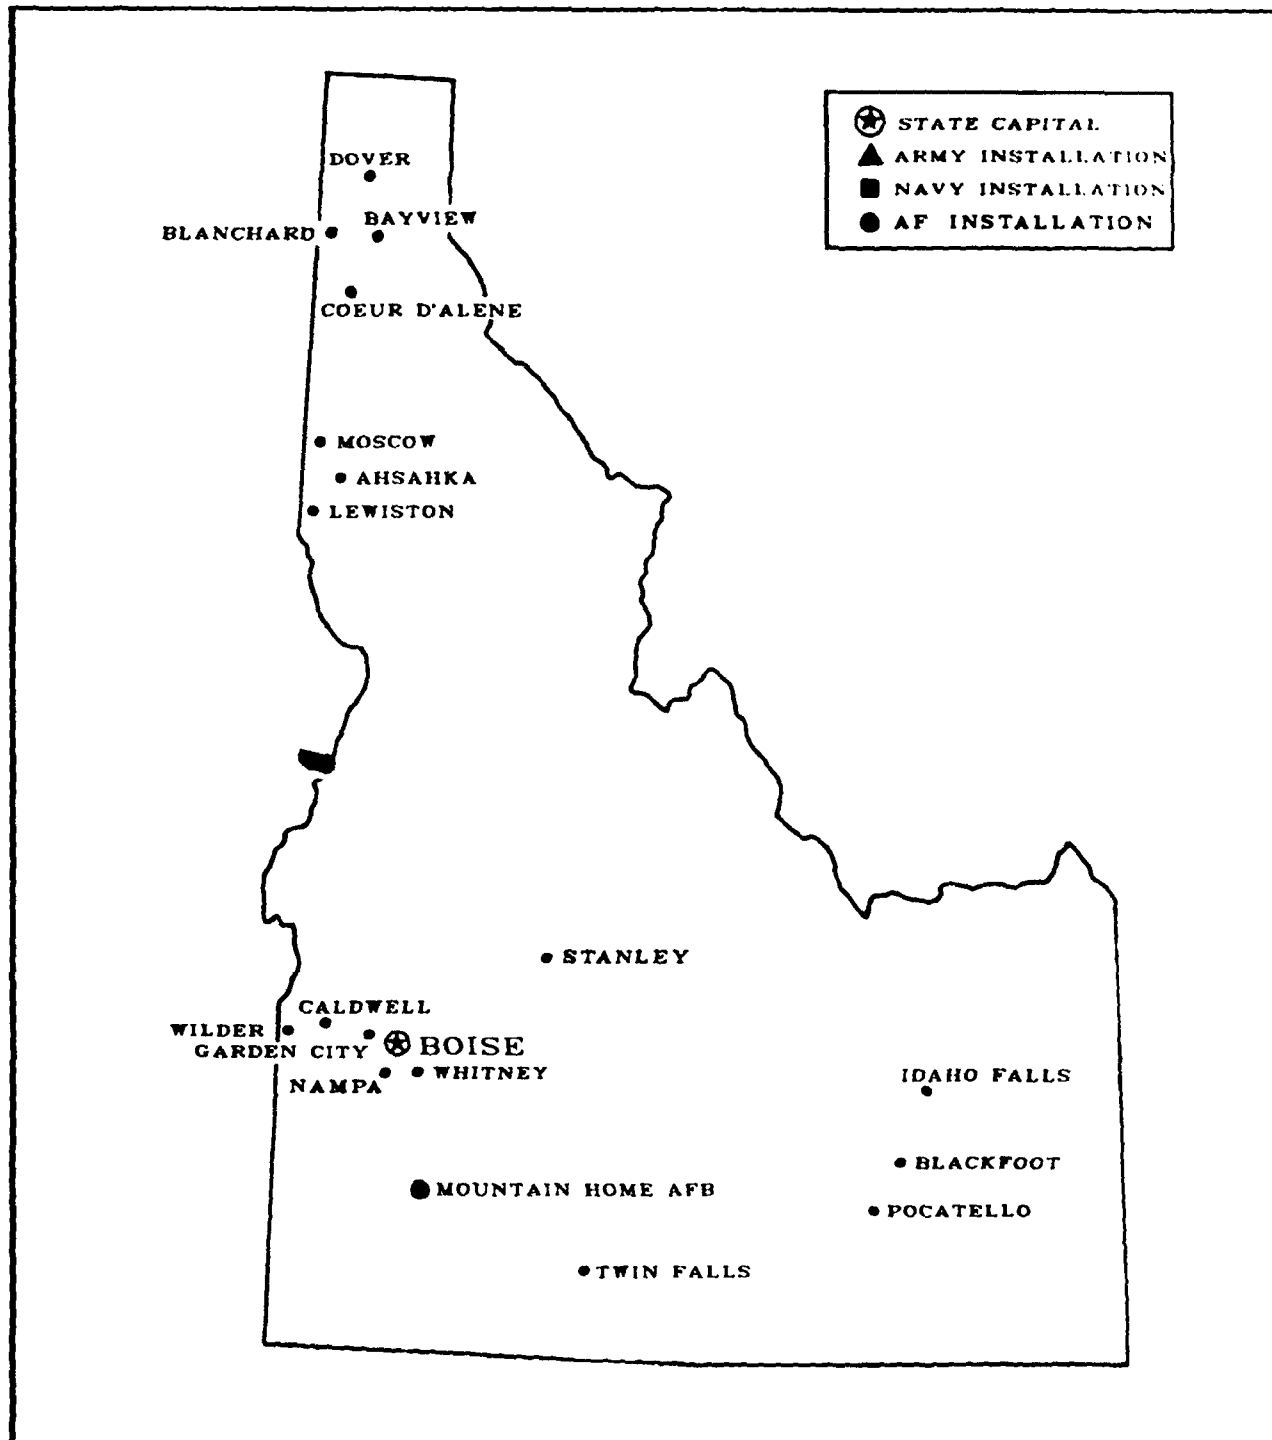 STATE CAPITAL
ARMY INSTALLATION
NAVY INSTALLATION
AF INSTALLATION
DOVER
BAYVIEW
BLANCHARD
COEUR D'ALENE
MOSCOW
AHSAHKA
LEWISTON
STANLEY
CALDWELL
WILDER
GARDEN CITY
BOISE
WHITNEY
NAMPA
IDAHO FALLS
BLACKFOOT
MOUNTAIN HOME AFB
POCATELLO
TWIN FALLS